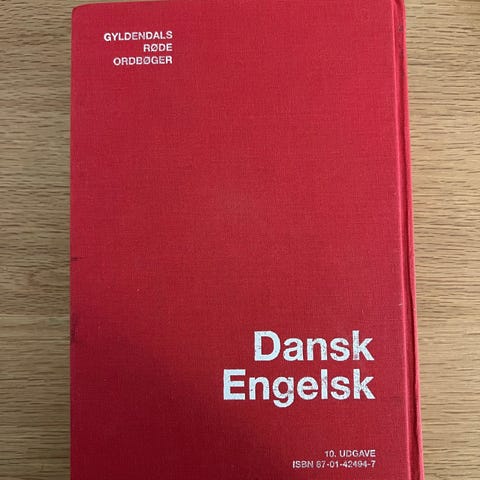 GYLDENDALS
RØDE
ORDBØGER
Dansk
Engelsk
10. UDGAVE
ISBN 87-01-42494-7